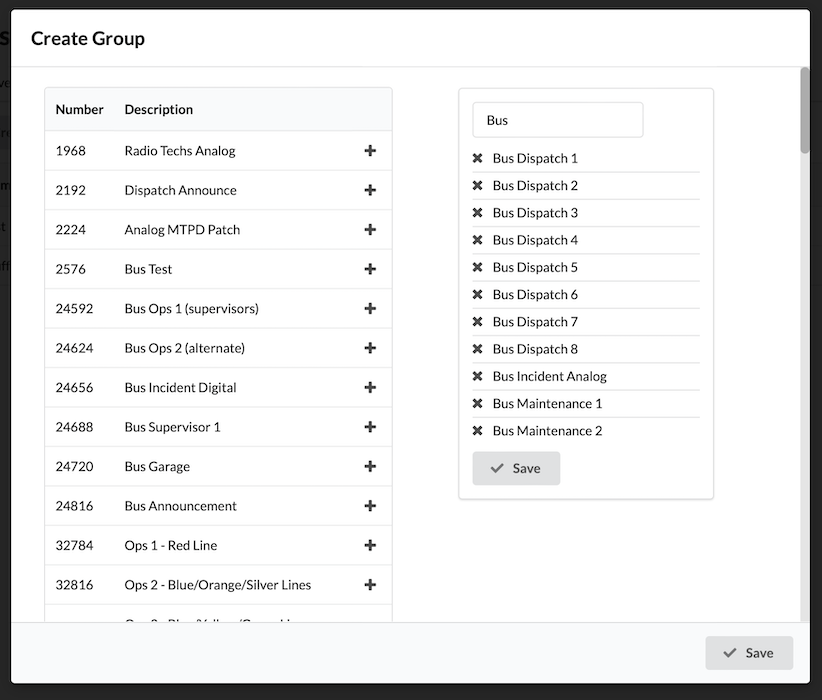 Create Group
Number Description
1968 Radio Techs Analog
2192 Dispatch Announce
2224 Analog MTPD Patch
2576 Bus Test
24592 Bus Ops 1 (supervisors)
24624 Bus Ops 2 (alternate)
24656 Bus Incident Digital
24688 Bus Supervisor 1
24720 Bus Garage
24816 Bus Announcement
32784 Ops 1 - Red Line
32816 Ops 2 - Blue/Orange/Silver Lines
Bus
Bus Dispatch 1
Bus Dispatch 2
Bus Dispatch 3
Bus Dispatch 4
Bus Dispatch 5
Bus Dispatch 6
Bus Dispatch 7
Bus Dispatch 8
Bus Incident Analog
Bus Maintenance 1
Bus Maintenance 2
Save
Save